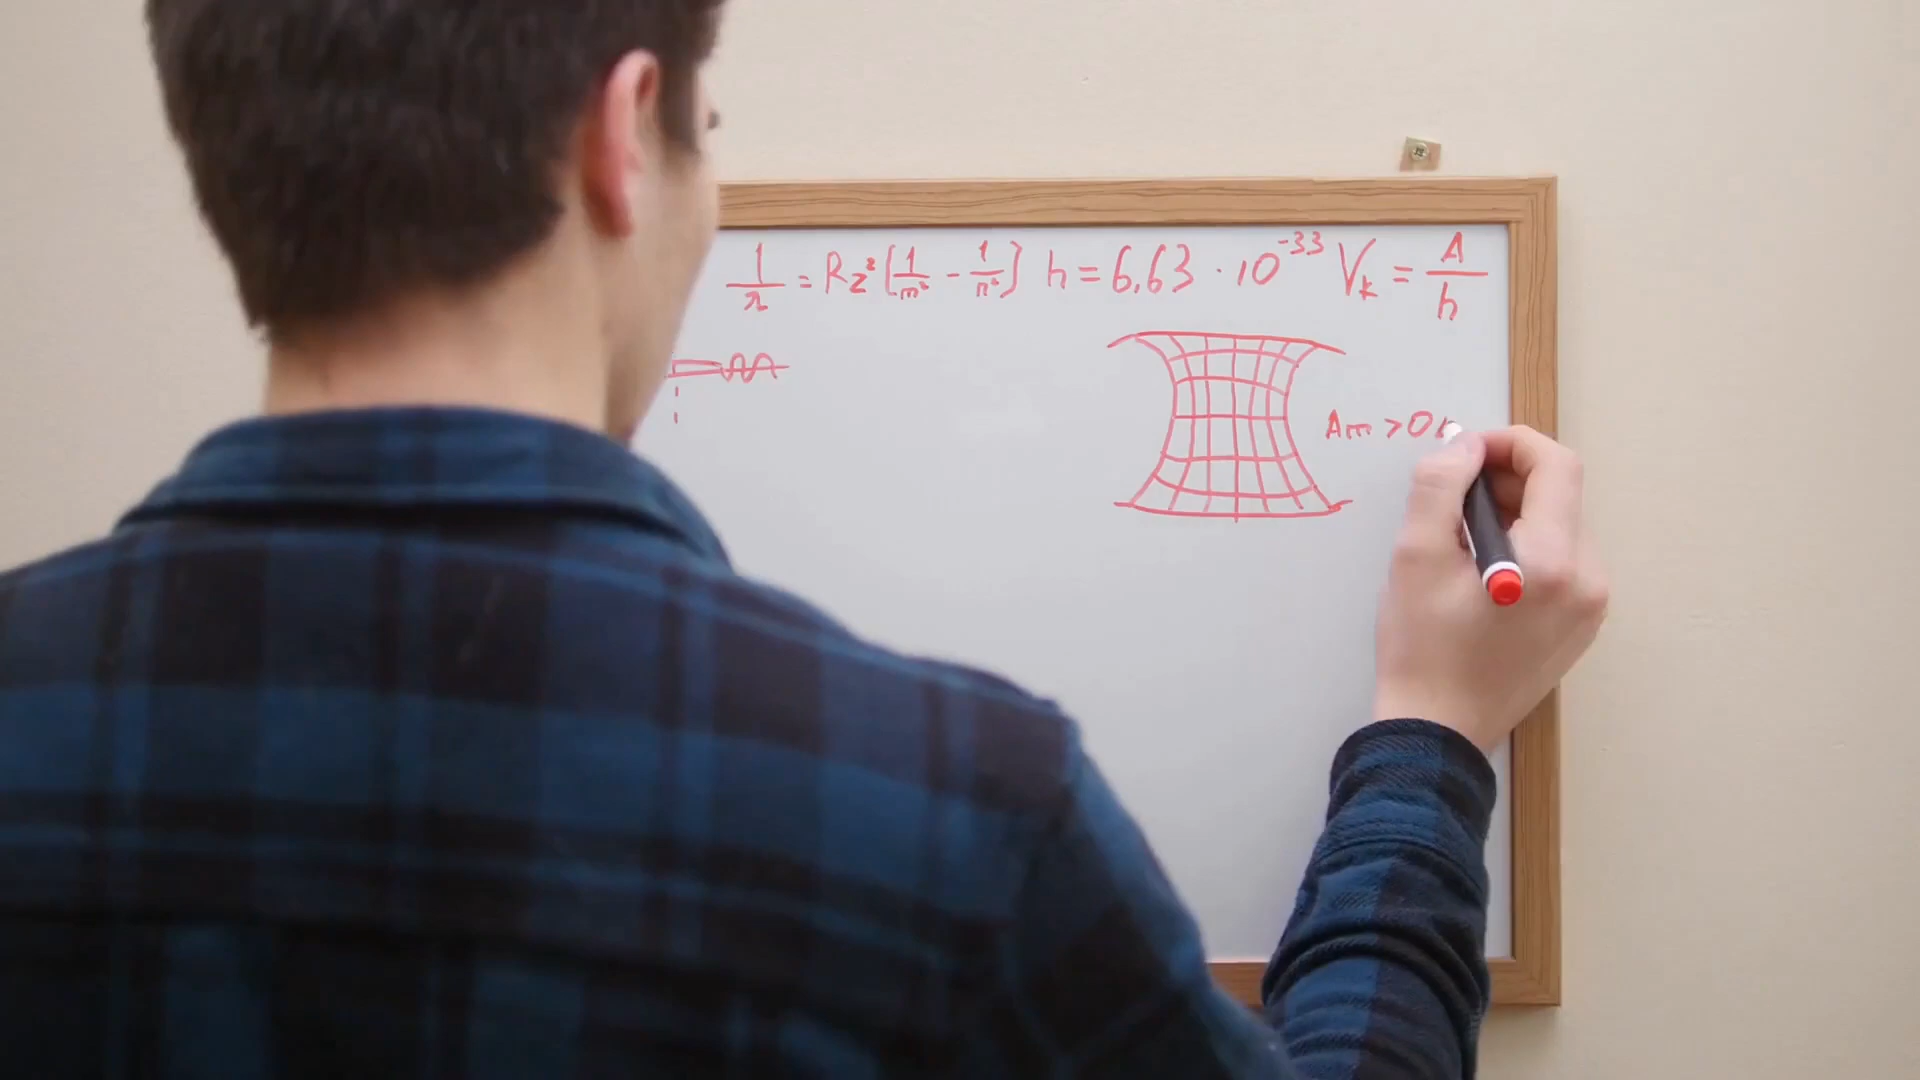 1/λ = Rz²(1/m² - 1/n²) h = 6,63 · 10⁻³³ Vₖ = A/h
Am > 0